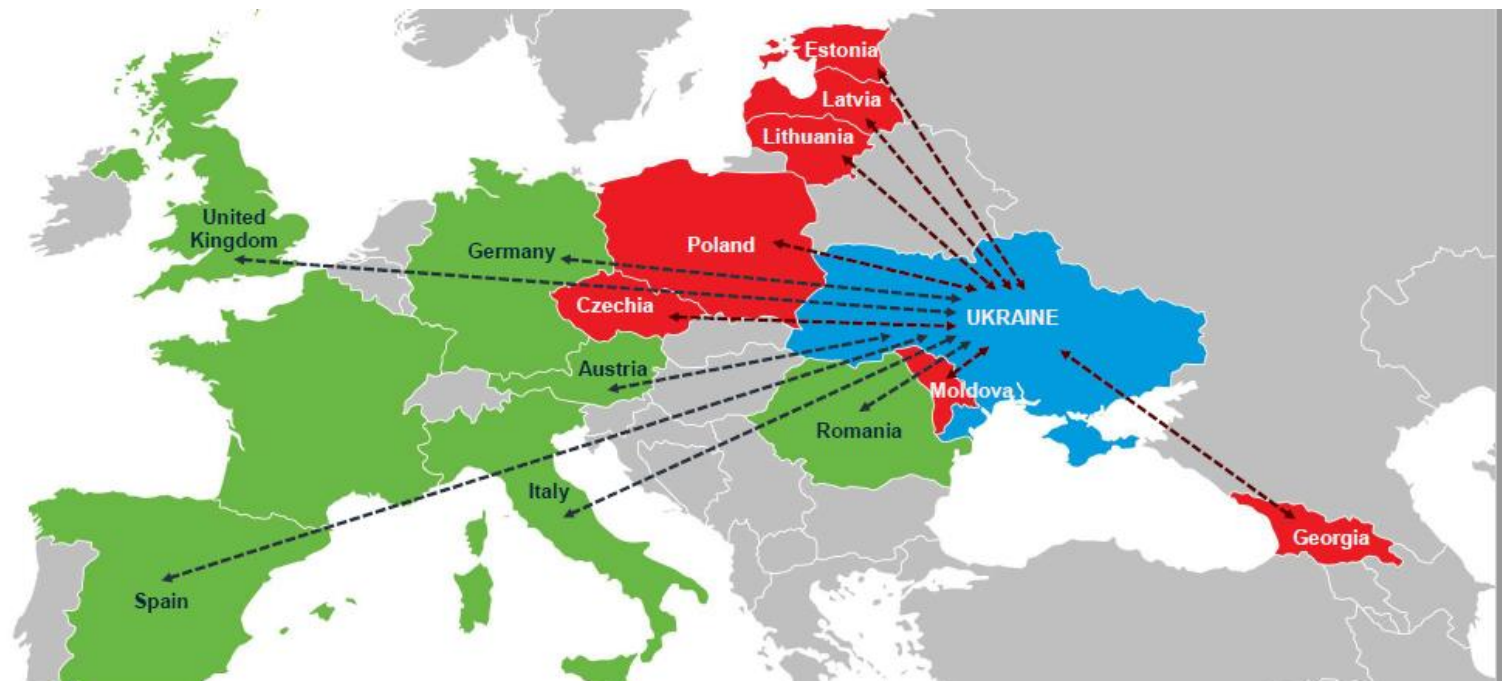 Estonia
Latvia
Lithuania
United
Kingdom
Germany
Poland
Czechia
UKRAINE
Austria
Moldova
Romania
Italy
Georgia
Spain